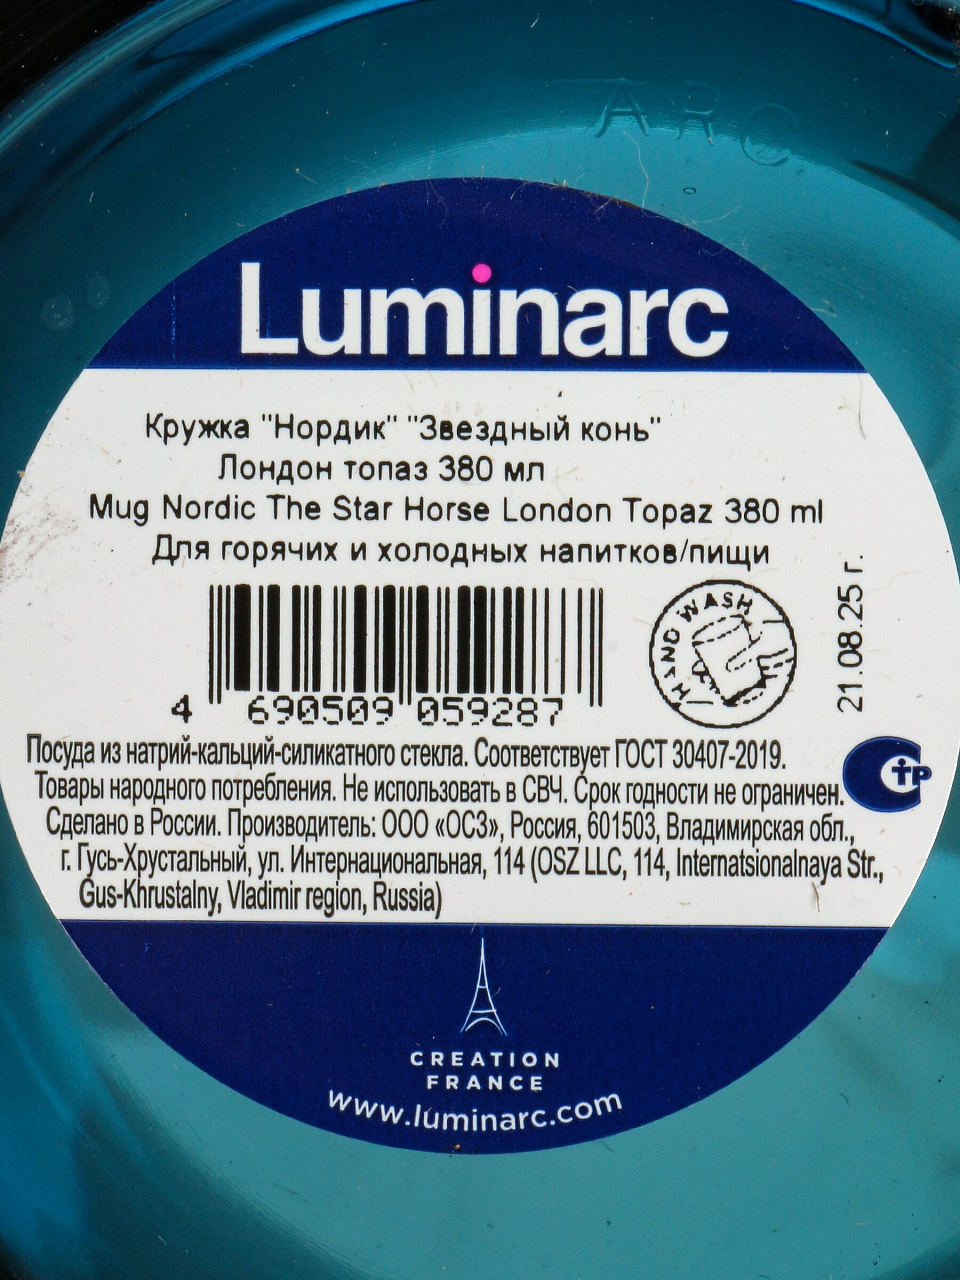 ARC
Luminarc
Кружка "Нордик" "Звездный конь"
Лондон топаз 380 мл
Mug Nordic The Star Horse London Topaz 380 ml
Для горячих и холодных напитков/пищи
HAND WASH
21.08.25 г.
4 690509 059287
Посуда из натрий-кальций-силикатного стекла. Соответствует ГОСТ 30407-2019.
Товары народного потребления. Не использовать в СВЧ. Срок годности не ограничен.
СТР
Сделано в России. Производитель: ООО «ОСЗ», Россия, 601503, Владимирская обл.,
г. Гусь-Хрустальный, ул. Интернациональная, 114 (OSZ LLC, 114, Internatsionalnaya Str.,
Gus-Khrustalny, Vladimir region, Russia)
CREATION
FRANCE
www.luminarc.com